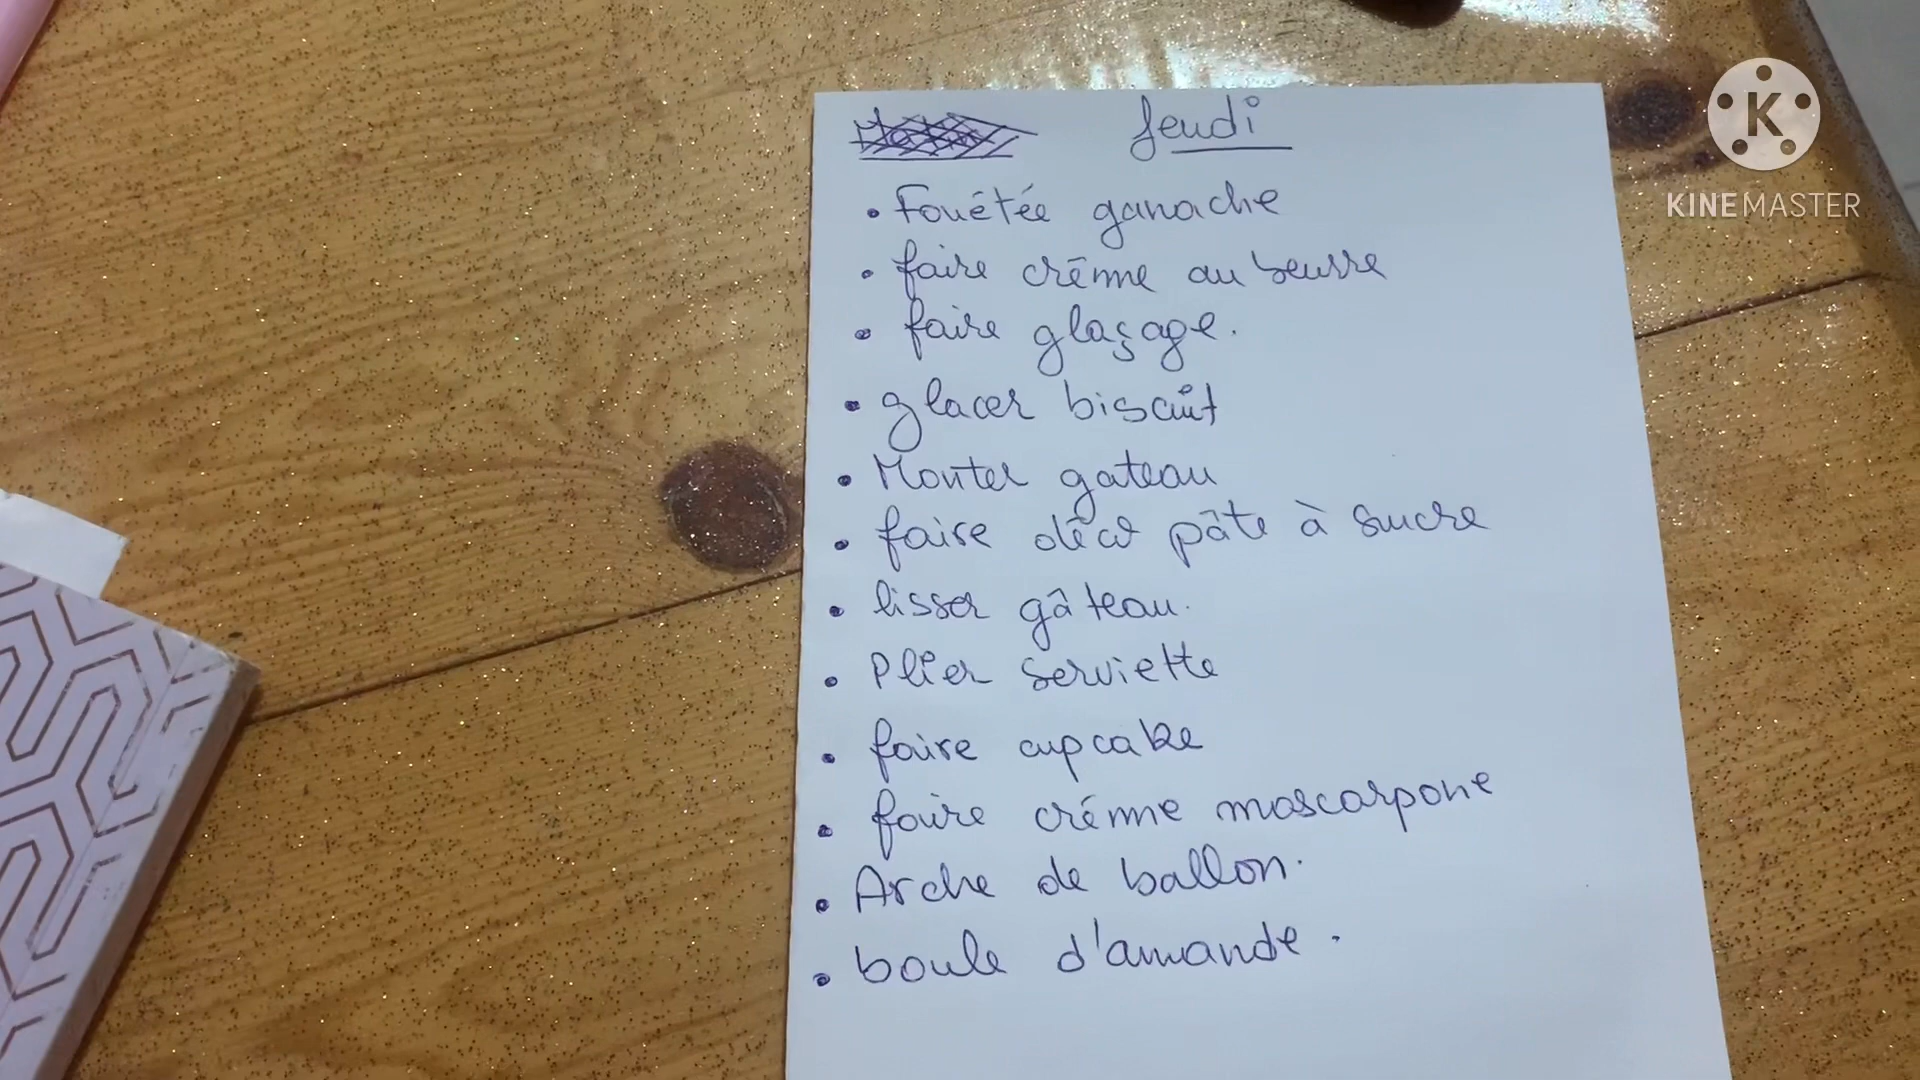 Jeudi
• Fouétée ganache
• faire crème au beurre
• faire glaçage.
• glacer biscuit
• Monter gateau
• faire déco pâte à sucre
• lisser gâteau.
• Plier serviette
• faire cupcake
• faire créme mascarpone
• Arche de ballon.
• boule d'amande.
K
KINEMASTER